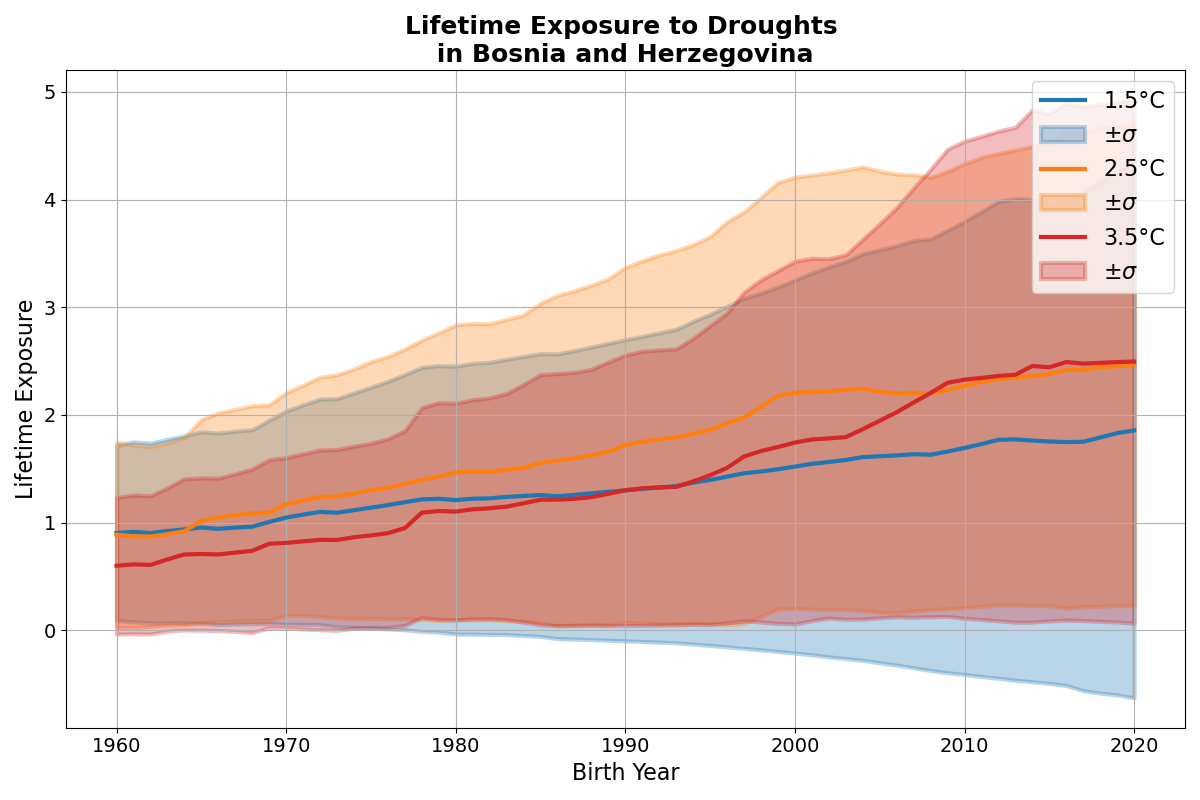 Lifetime Exposure to Droughts
in Bosnia and Herzegovina
1.5°C
±σ
2.5°C
±σ
3.5°C
±σ
Lifetime Exposure
5
4
3
2
1
0
1960 1970 1980 1990 2000 2010 2020
Birth Year